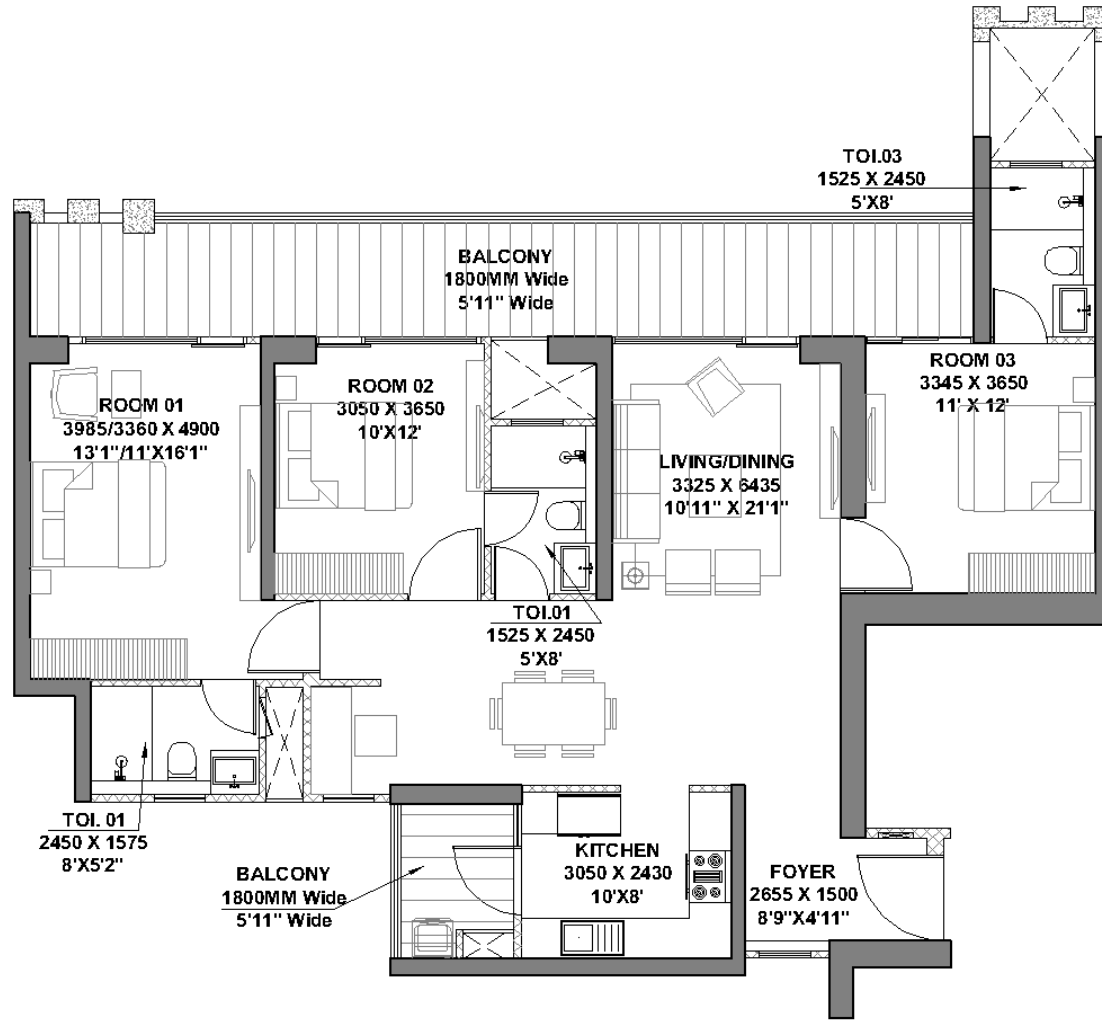 TOI.03
1525 X 2450
5'X8'
BALCONY
1800MM Wide
5'11" Wide
ROOM 01
3985/3360 X 4900
13'1"/11'X16'1"
ROOM 02
3050 X 3650
10'X12'
LIVING/DINING
3325 X 6435
10'11" X 21'1"
ROOM 03
3345 X 3650
11' X 12'
TOI.01
1525 X 2450
5'X8'
TOI. 01
2450 X 1575
8'X5'2"
BALCONY
1800MM Wide
5'11" Wide
KITCHEN
3050 X 2430
10'X8'
FOYER
2655 X 1500
8'9"X4'11"